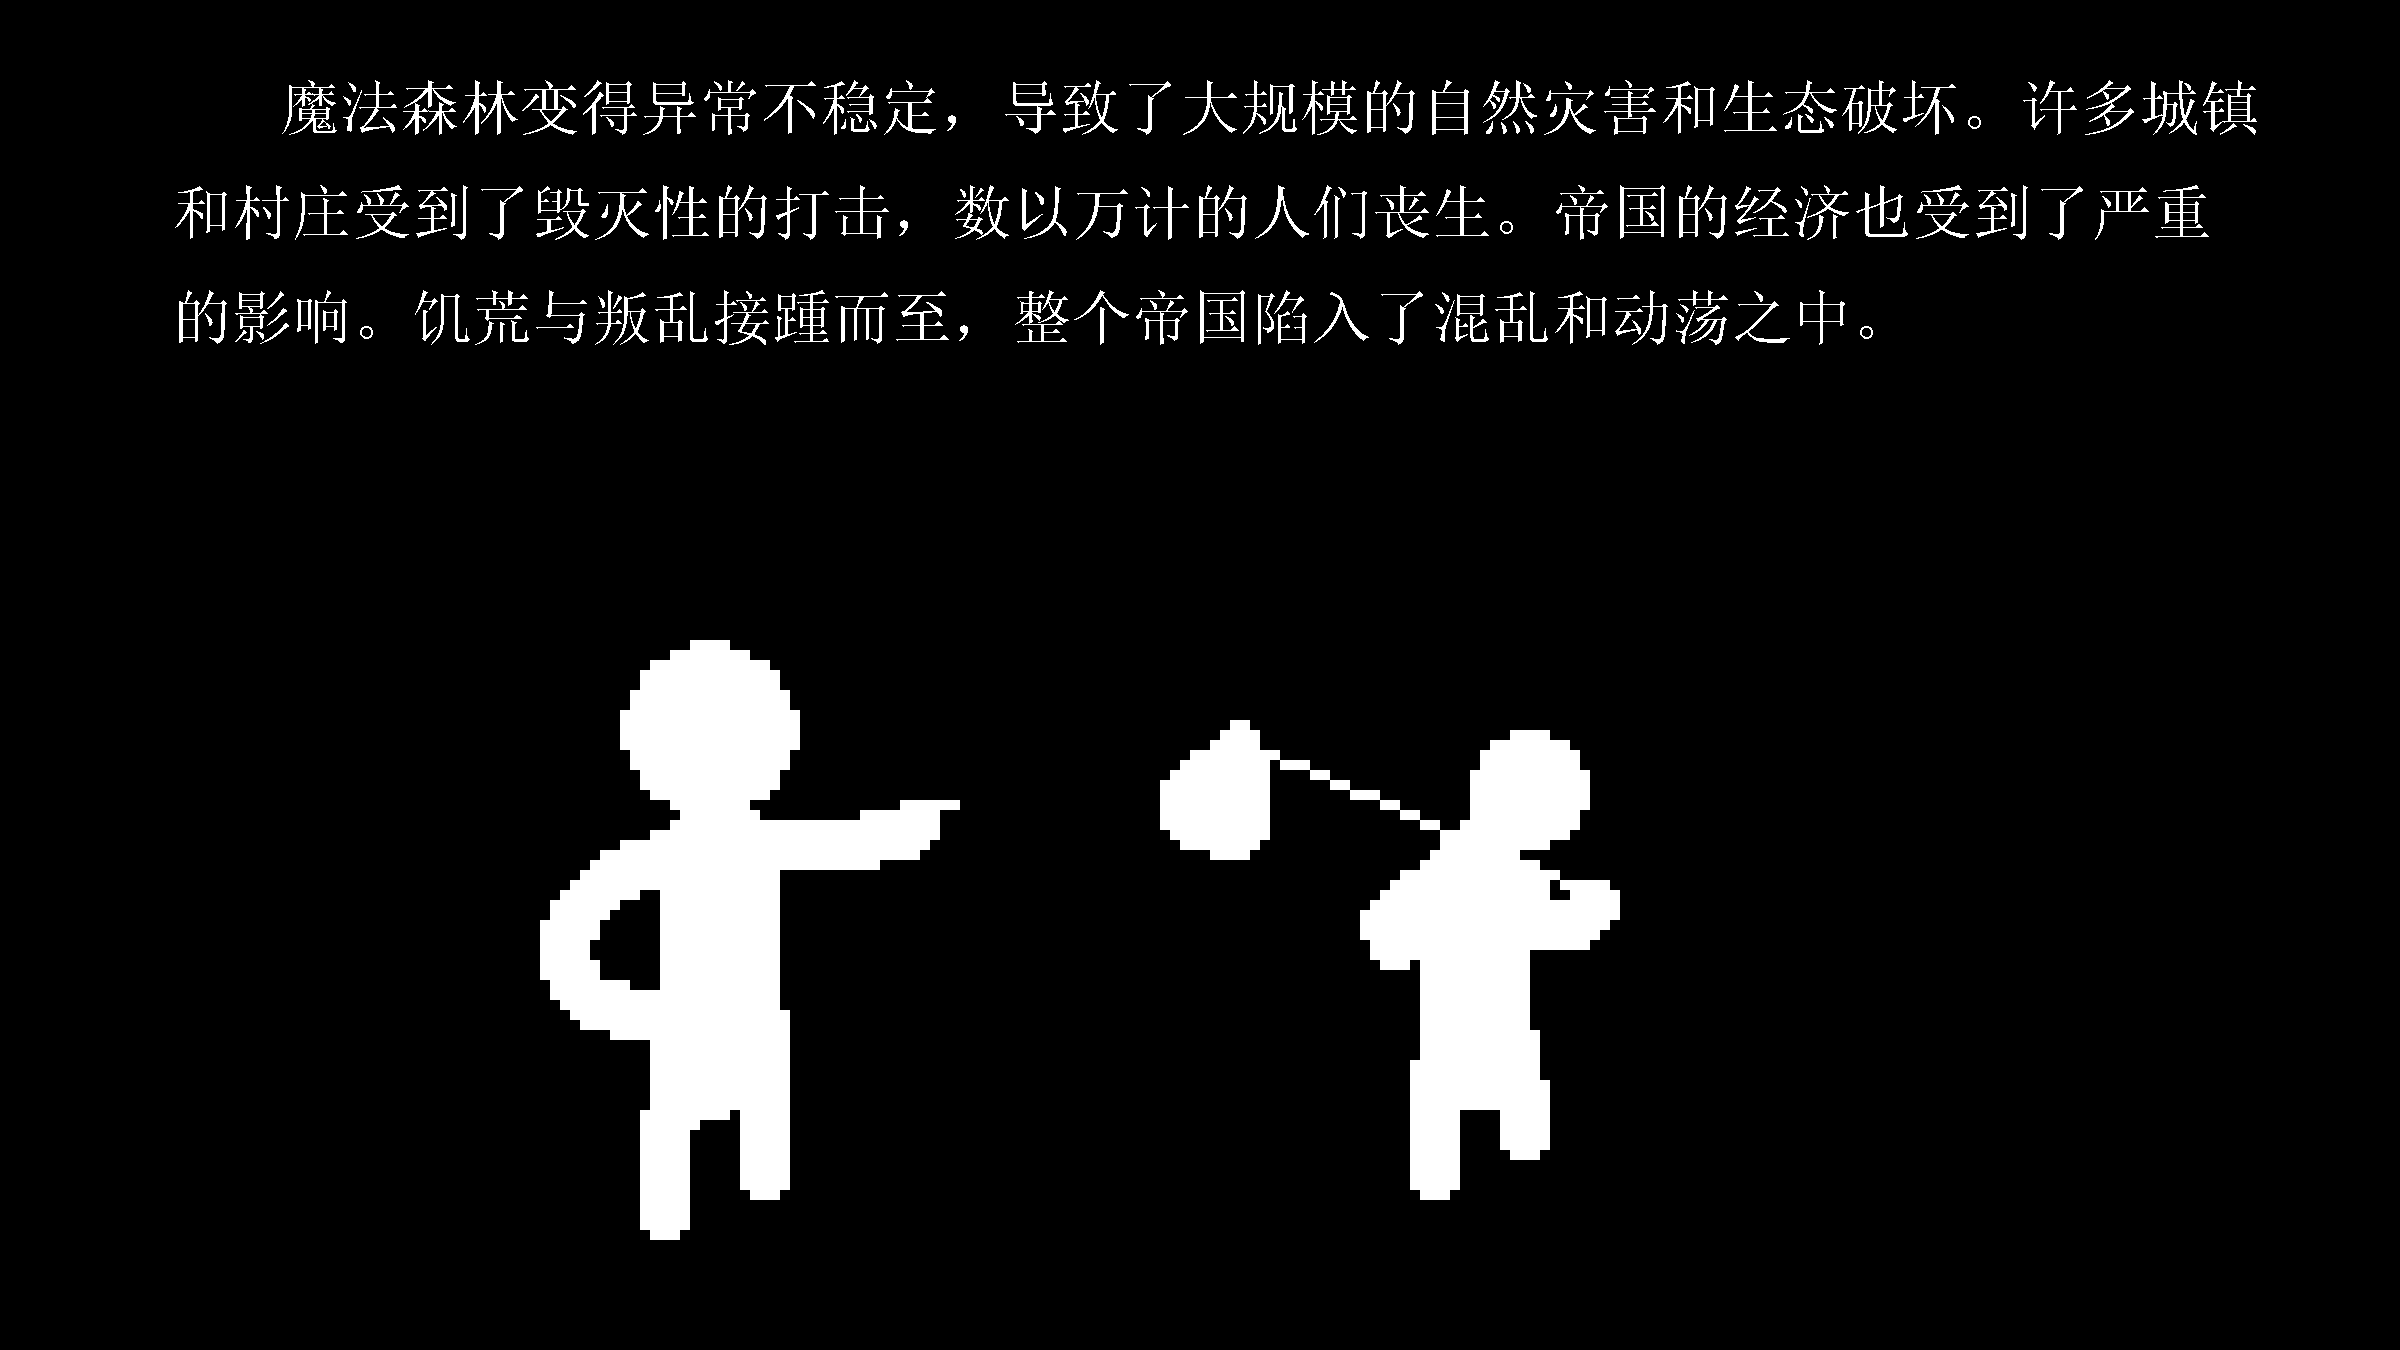 魔法森林变得异常不稳定，导致了大规模的自然灾害和生态破坏。许多城镇
和村庄受到了毁灭性的打击，数以万计的人们丧生。帝国的经济也受到了严重
的影响。饥荒与叛乱接踵而至，整个帝国陷入了混乱和动荡之中。